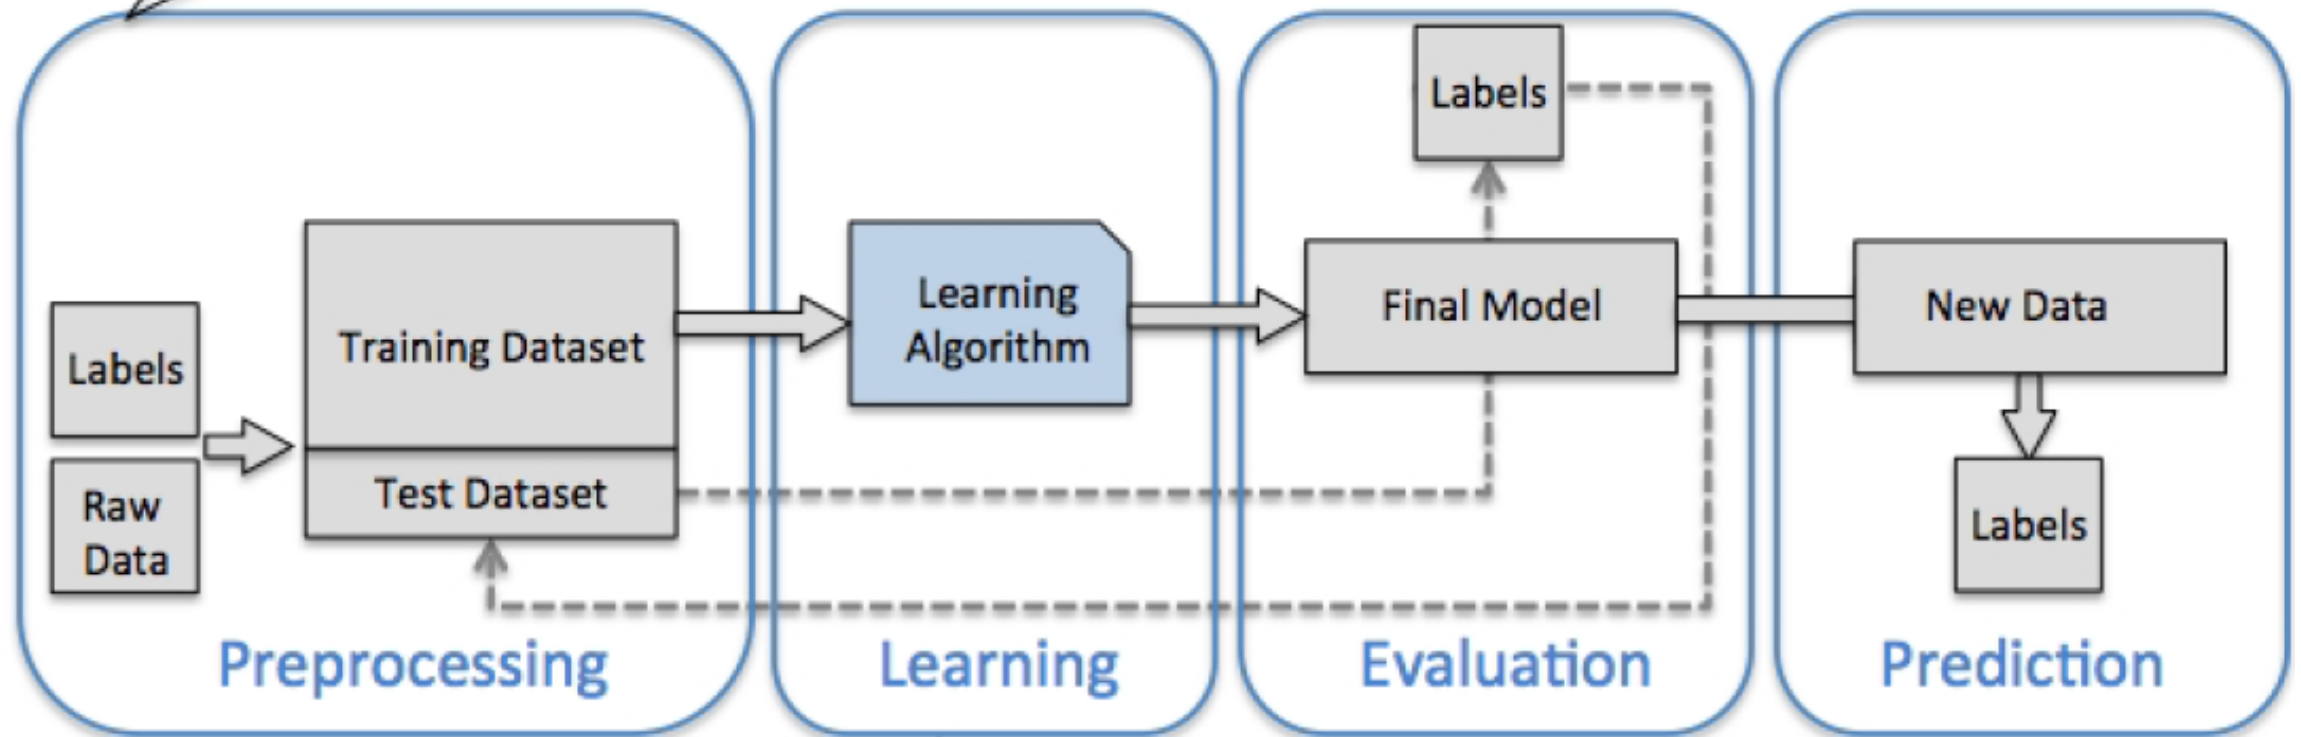 Labels
Raw
Data
Training Dataset
Test Dataset
Preprocessing
Learning
Algorithm
Learning
Labels
Final Model
Evaluation
New Data
Labels
Prediction